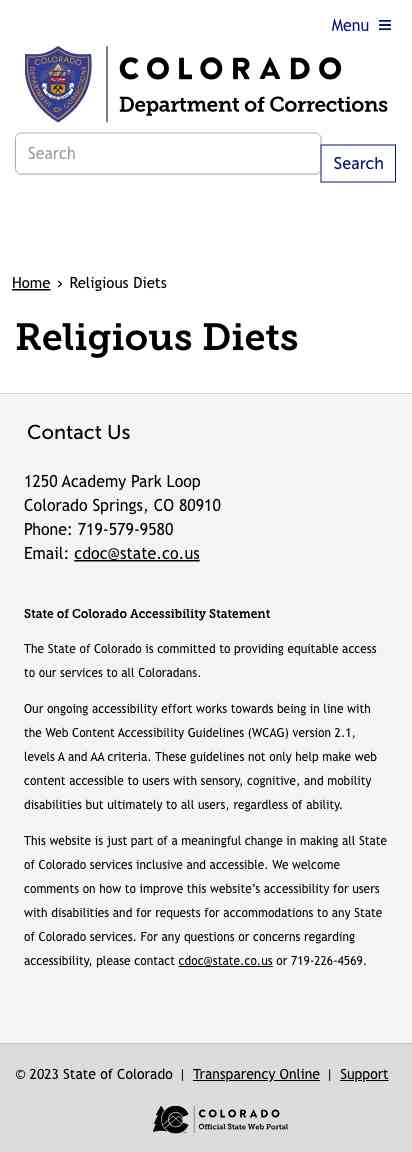 Menu ≡
COLORADO
DEPARTMENT OF CORRECTIONS
COLORADO
Department of Corrections
Search
Search
Home › Religious Diets
Religious Diets
Contact Us
1250 Academy Park Loop
Colorado Springs, CO 80910
Phone: 719-579-9580
Email: cdoc@state.co.us
State of Colorado Accessibility Statement
The State of Colorado is committed to providing equitable access
to our services to all Coloradans.
Our ongoing accessibility effort works towards being in line with
the Web Content Accessibility Guidelines (WCAG) version 2.1,
levels A and AA criteria. These guidelines not only help make web
content accessible to users with sensory, cognitive, and mobility
disabilities but ultimately to all users, regardless of ability.
This website is just part of a meaningful change in making all State
of Colorado services inclusive and accessible. We welcome
comments on how to improve this website's accessibility for users
with disabilities and for requests for accommodations to any State
of Colorado services. For any questions or concerns regarding
accessibility, please contact cdoc@state.co.us or 719-226-4569.
© 2023 State of Colorado | Transparency Online | Support
COLORADO
Official State Web Portal